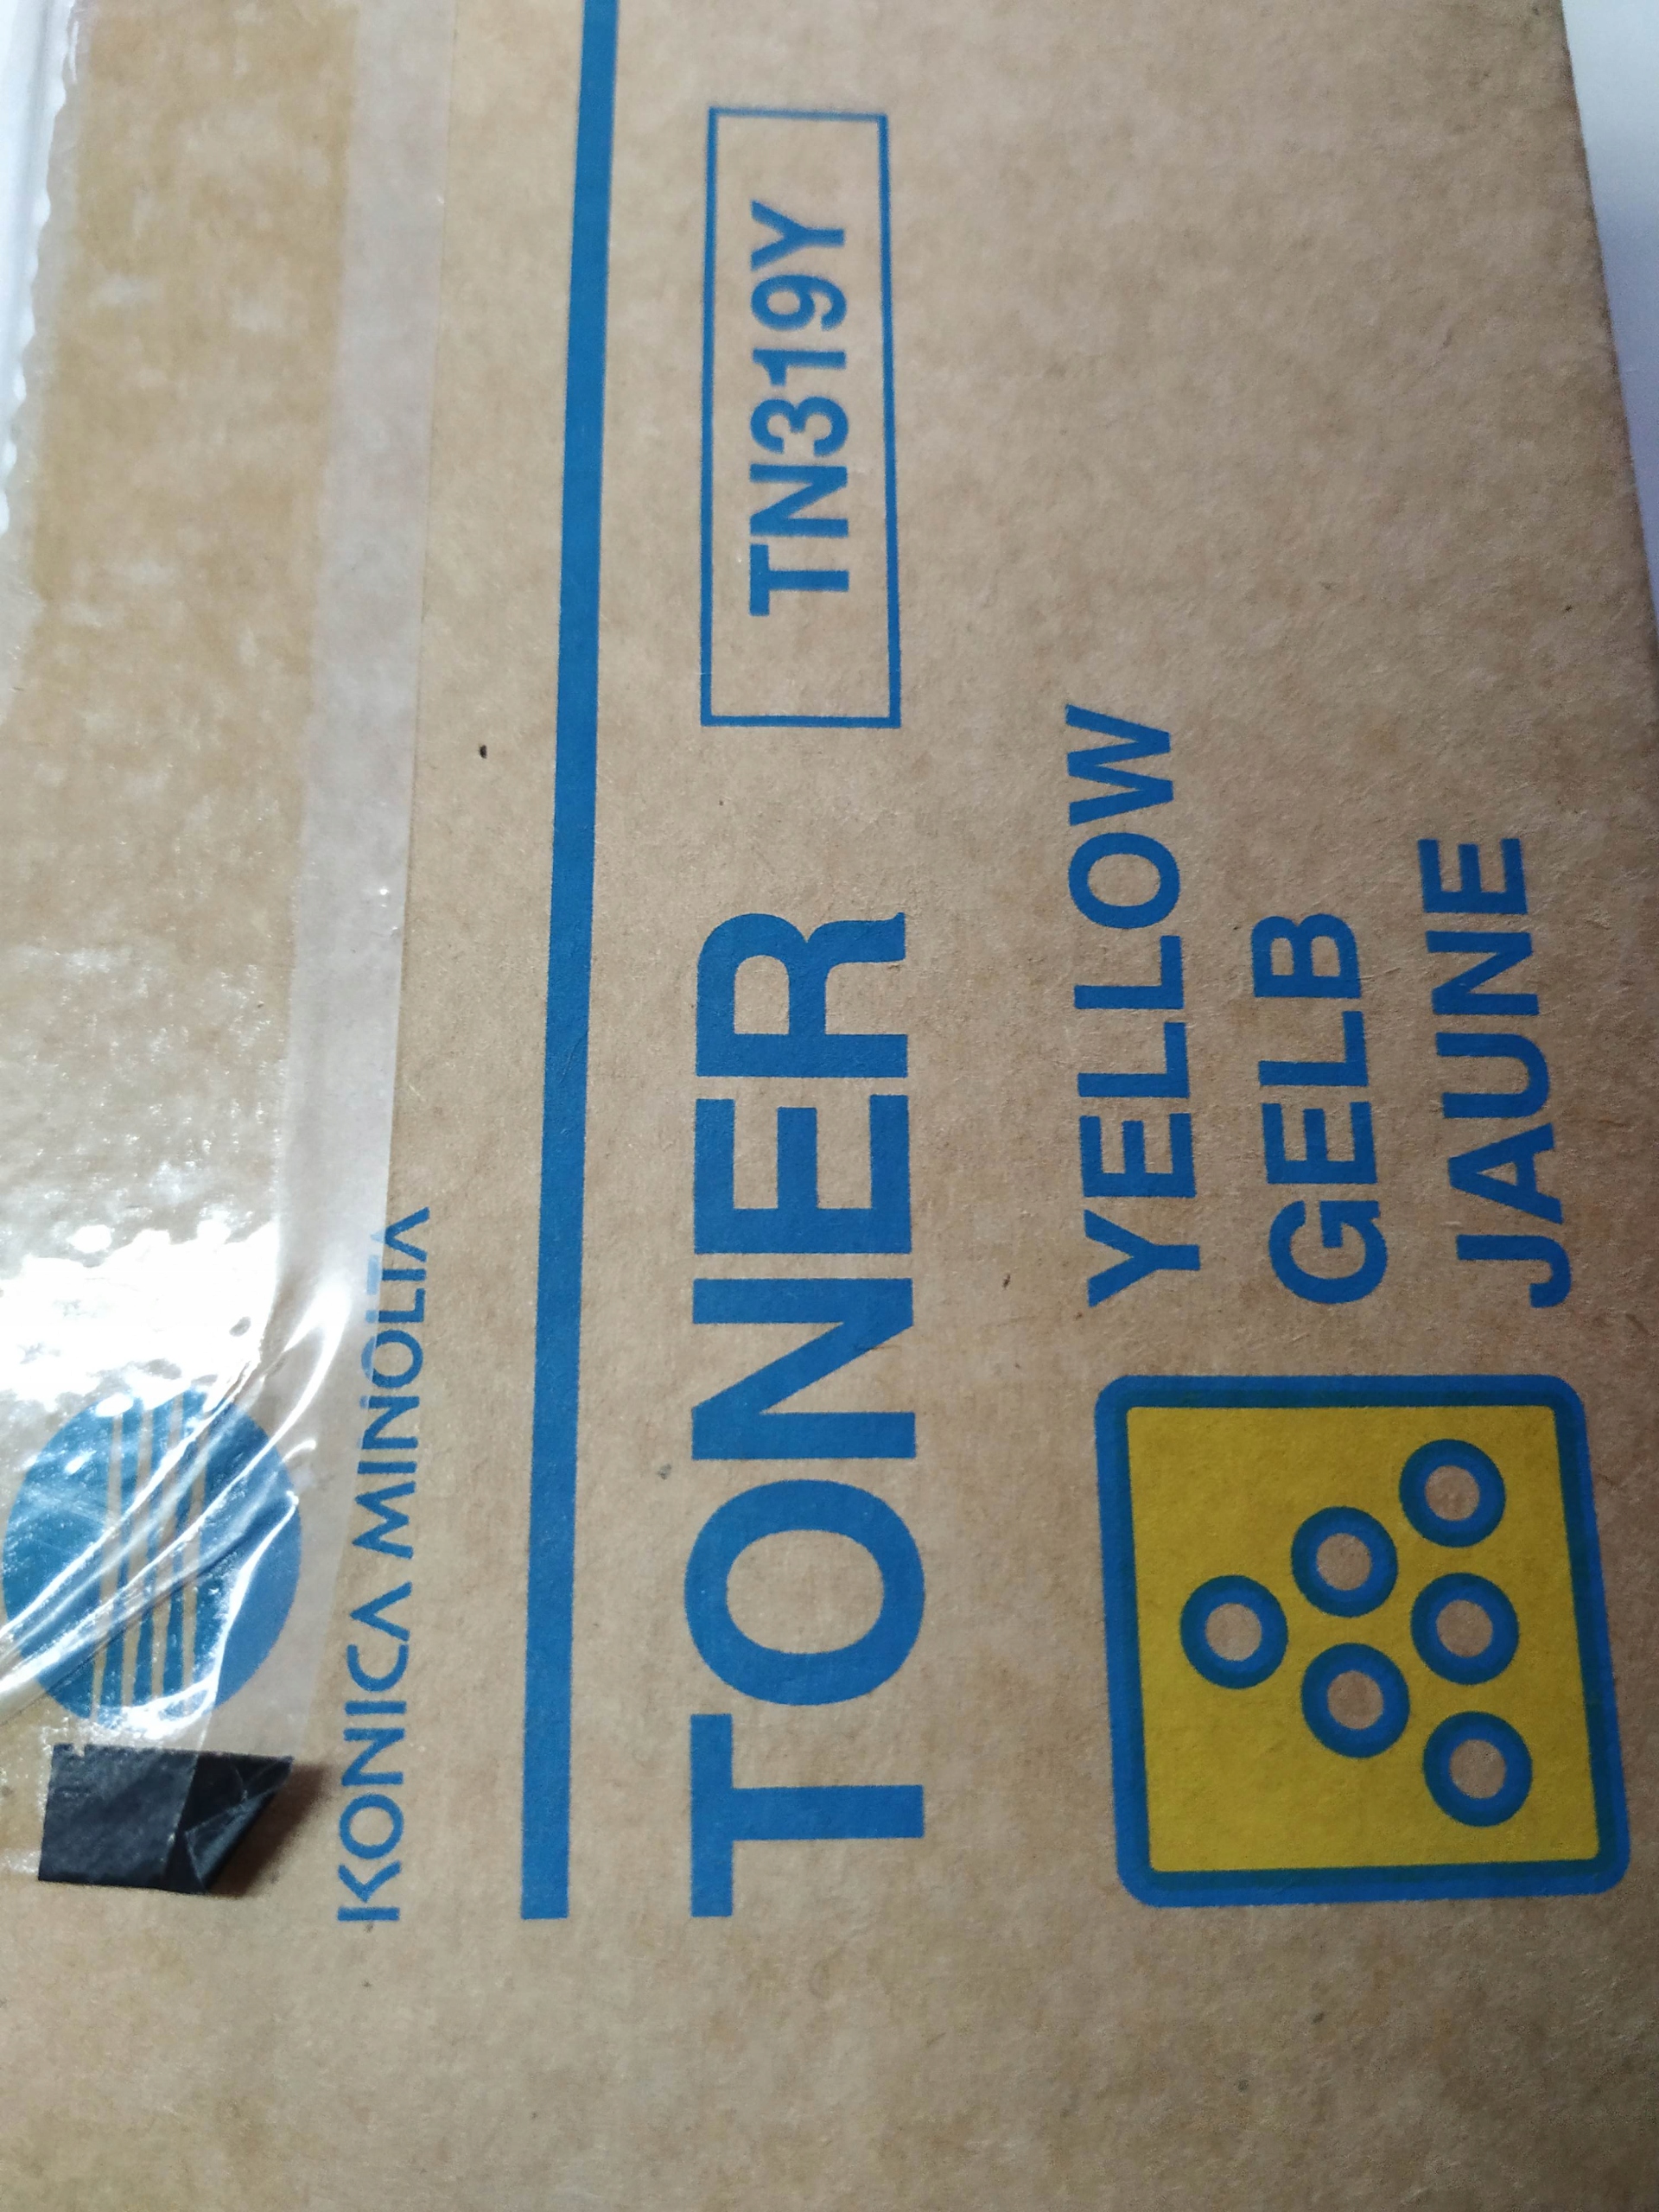 KONICA MINOLTA
TONER TN319Y
YELLOW
GELB
JAUNE